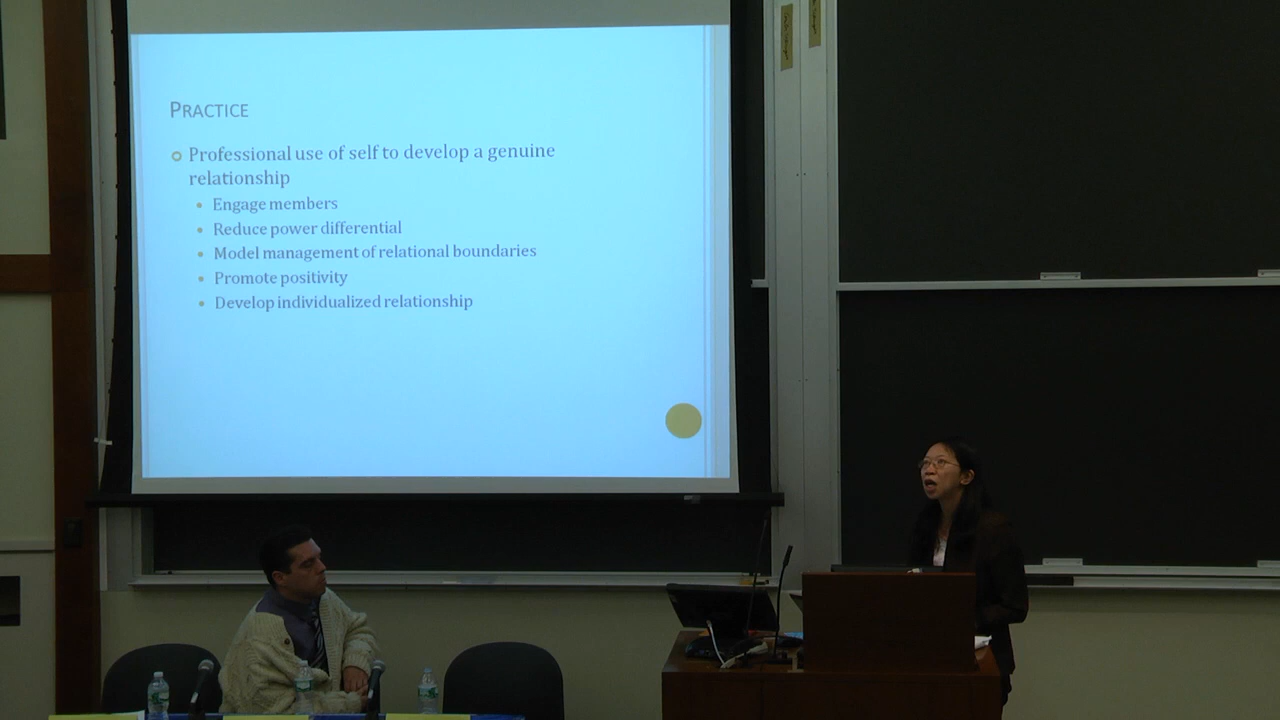 PRACTICE
Professional use of self to develop a genuine
relationship
Engage members
Reduce power differential
Model management of relational boundaries
Promote positivity
Develop individualized relationship